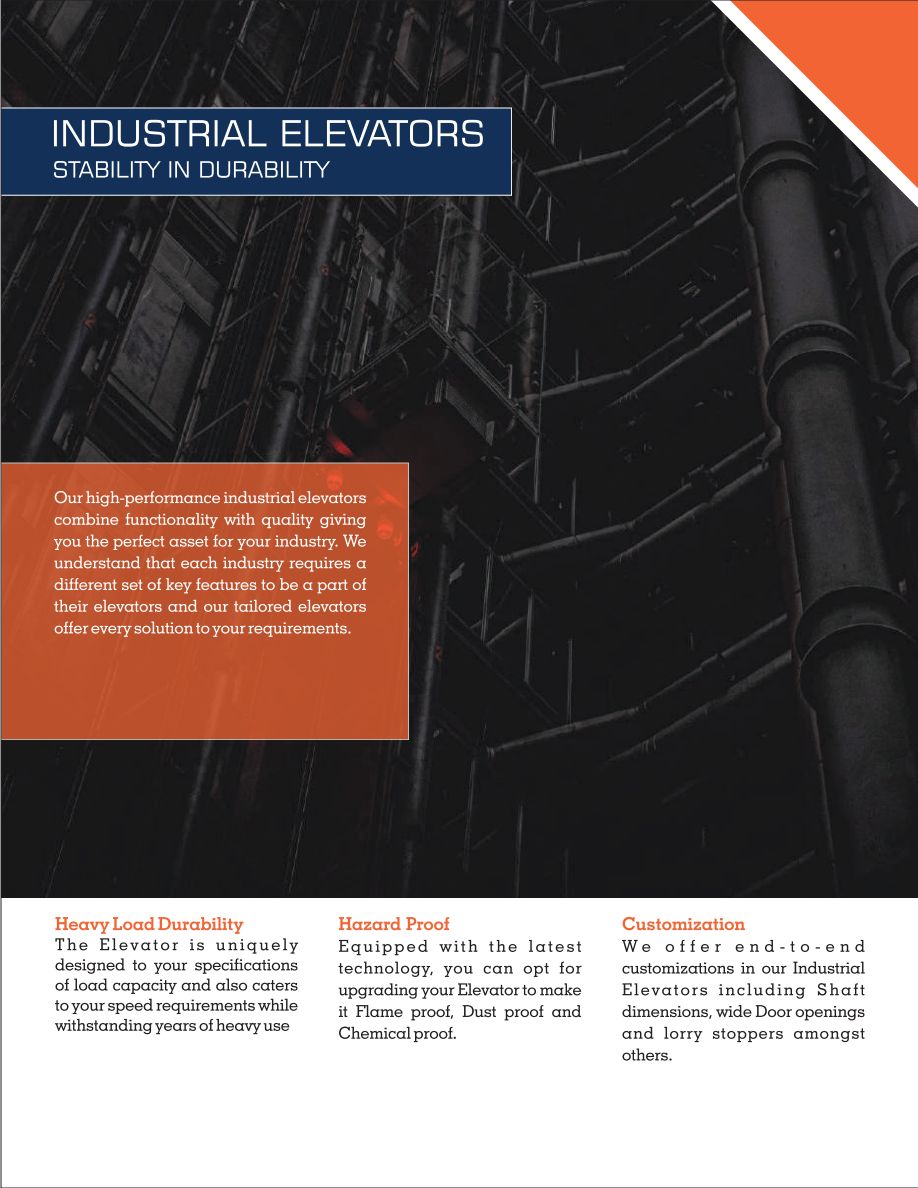 INDUSTRIAL ELEVATORS
STABILITY IN DURABILITY
Our high-performance industrial elevators
combine functionality with quality giving
you the perfect asset for your industry. We
understand that each industry requires a
different set of key features to be a part of
their elevators and our tailored elevators
offer every solution to your requirements.
Heavy Load Durability
The Elevator is uniquely
designed to your specifications
of load capacity and also caters
to your speed requirements while
withstanding years of heavy use
Hazard Proof
Equipped with the latest
technology, you can opt for
upgrading your Elevator to make
it Flame proof, Dust proof and
Chemical proof.
Customization
We offer end-to-end
customizations in our Industrial
Elevators including Shaft
dimensions, wide Door openings
and lorry stoppers amongst
others.